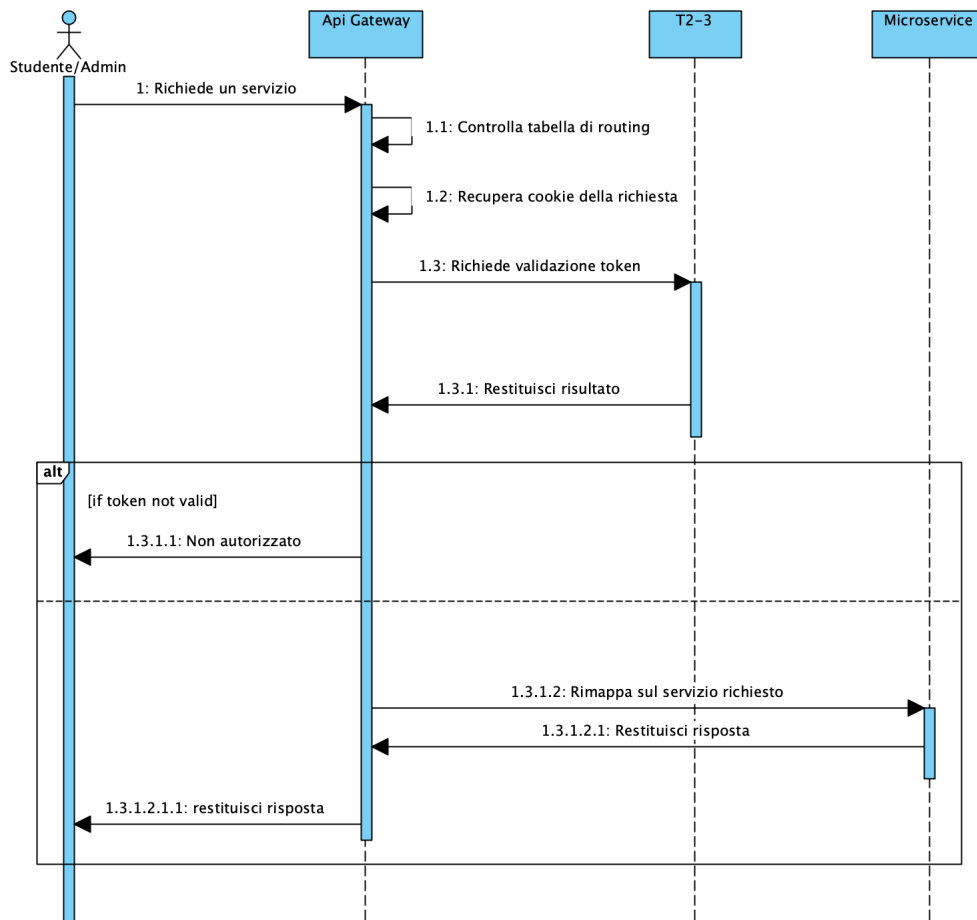 Api Gateway
T2-3
Microservice
Studente/Admin
1: Richiede un servizio
1.1: Controlla tabella di routing
1.2: Recupera cookie della richiesta
1.3: Richiede validazione token
1.3.1: Restituisci risultato
alt
[if token not valid]
1.3.1.1: Non autorizzato
1.3.1.2: Rimappa sul servizio richiesto
1.3.1.2.1: Restituisci risposta
1.3.1.2.1.1: restituisci risposta